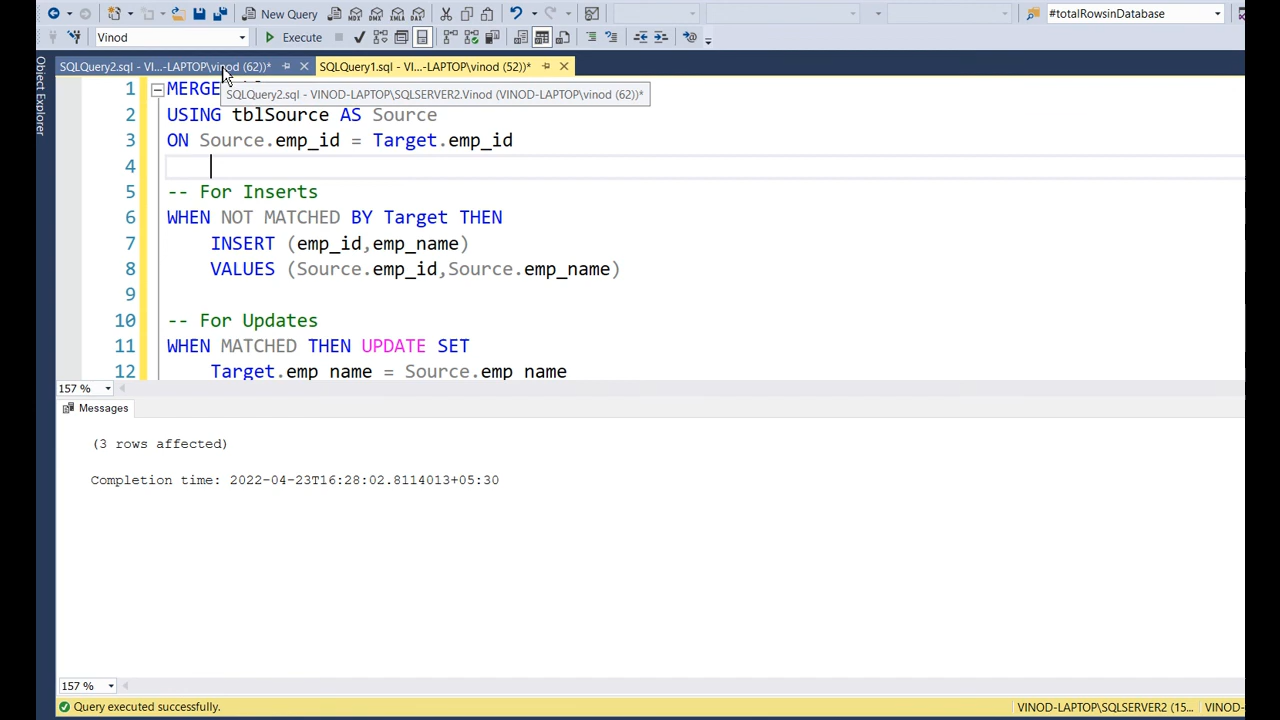 New Query
#totalRowsinDatabase
Vinod
Execute
Object Explorer
SQLQuery2.sql - VI...-LAPTOP\vinod (62))*
SQLQuery1.sql - VI...-LAPTOP\vinod (52))*
SQLQuery2.sql - VINOD-LAPTOP\SQLSERVER2.Vinod (VINOD-LAPTOP\vinod (62))*
1 MERGE
2 USING tblSource AS Source
3 ON Source.emp_id = Target.emp_id
4
5 -- For Inserts
6 WHEN NOT MATCHED BY Target THEN
7 INSERT (emp_id,emp_name)
8 VALUES (Source.emp_id,Source.emp_name)
9
10 -- For Updates
11 WHEN MATCHED THEN UPDATE SET
12 Target.emp_name = Source.emp_name
157 %
Messages
(3 rows affected)
Completion time: 2022-04-23T16:28:02.8114013+05:30
157 %
Query executed successfully.
VINOD-LAPTOP\SQLSERVER2 (15...
VINOD-